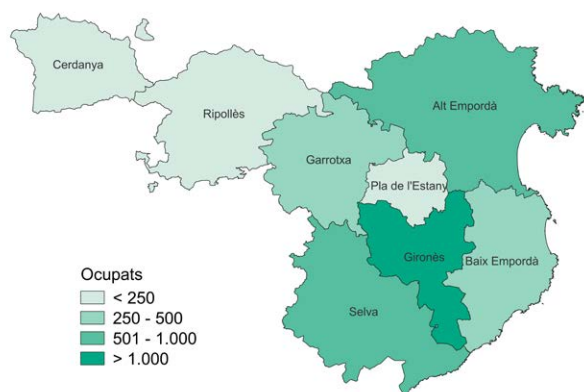 Cerdanya
Ripollès
Alt Empordà
Garrotxa
Pla de l'Estany
Gironès
Baix Empordà
Selva
Ocupats
< 250
250 - 500
501 - 1.000
> 1.000